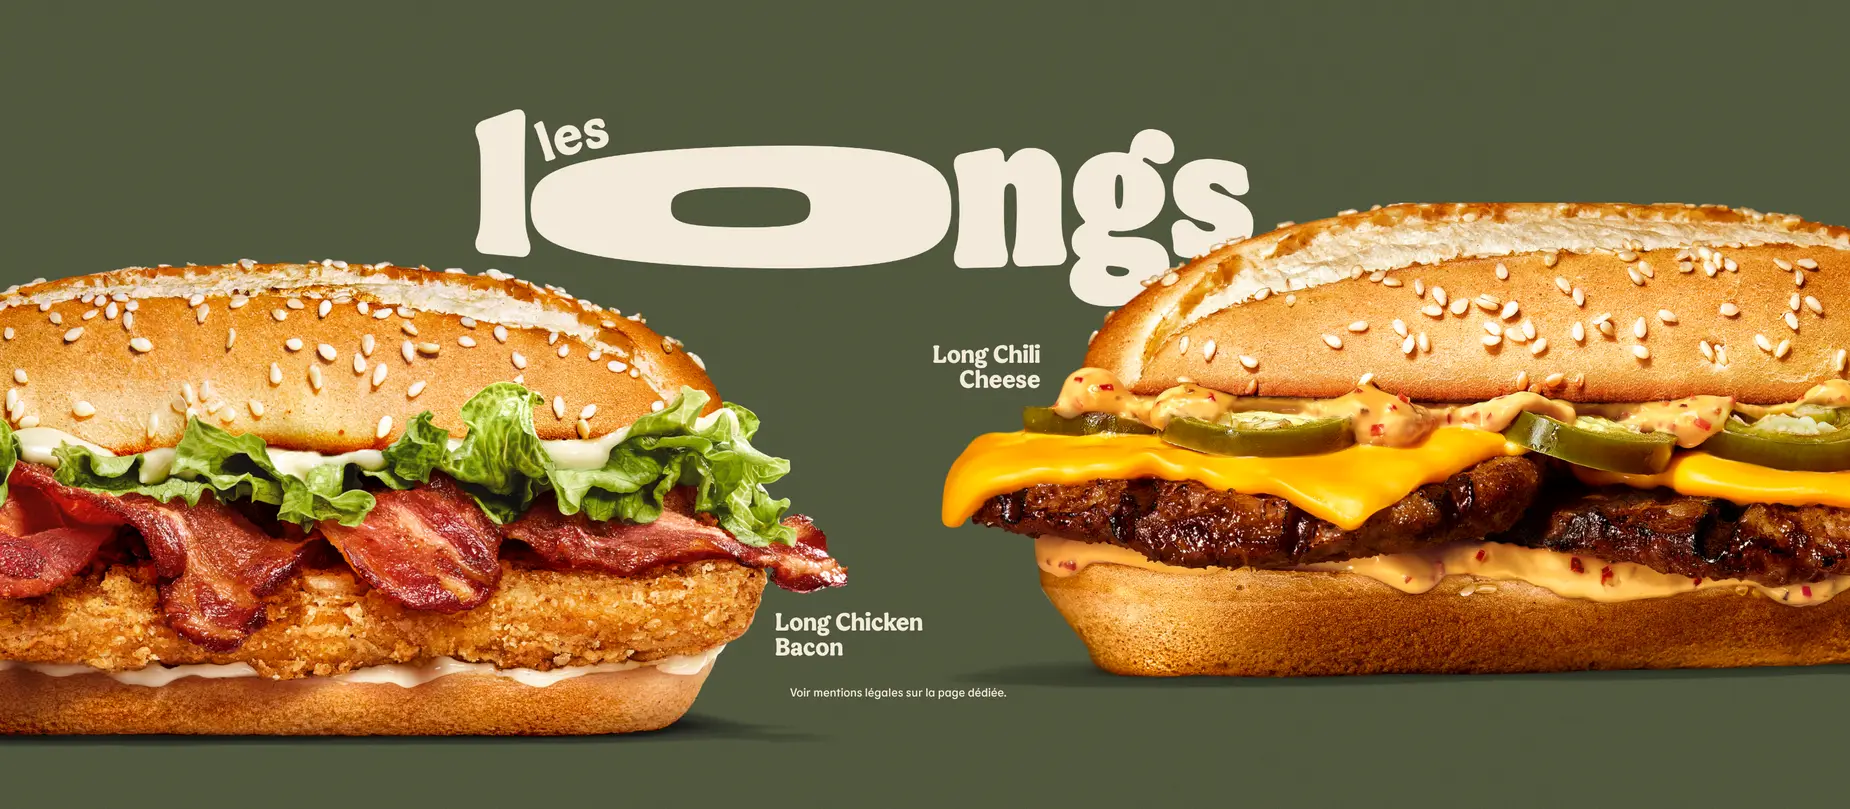 les
longs
Long Chili
Cheese
Long Chicken
Bacon
Voir mentions légales sur la page dédiée.